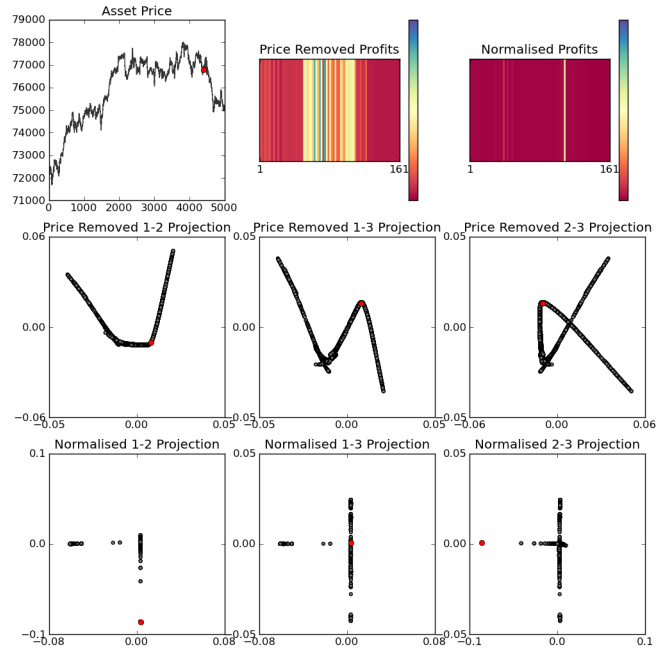 Asset Price
79000
78000
77000
76000
75000
74000
73000
72000
71000
0 1000 2000 3000 4000 5000
Price Removed Profits
1 161
Normalised Profits
1 161
Price Removed 1-2 Projection
0.06
0.00
−0.06
−0.05 0.00 0.05
Price Removed 1-3 Projection
0.05
0.00
−0.05
−0.05 0.00 0.05
Price Removed 2-3 Projection
0.05
0.00
−0.05
−0.06 0.00 0.06
Normalised 1-2 Projection
0.1
0.0
−0.1
−0.08 0.00 0.08
Normalised 1-3 Projection
0.05
0.00
−0.05
−0.08 0.00 0.08
Normalised 2-3 Projection
0.05
0.00
−0.05
−0.1 0.0 0.1